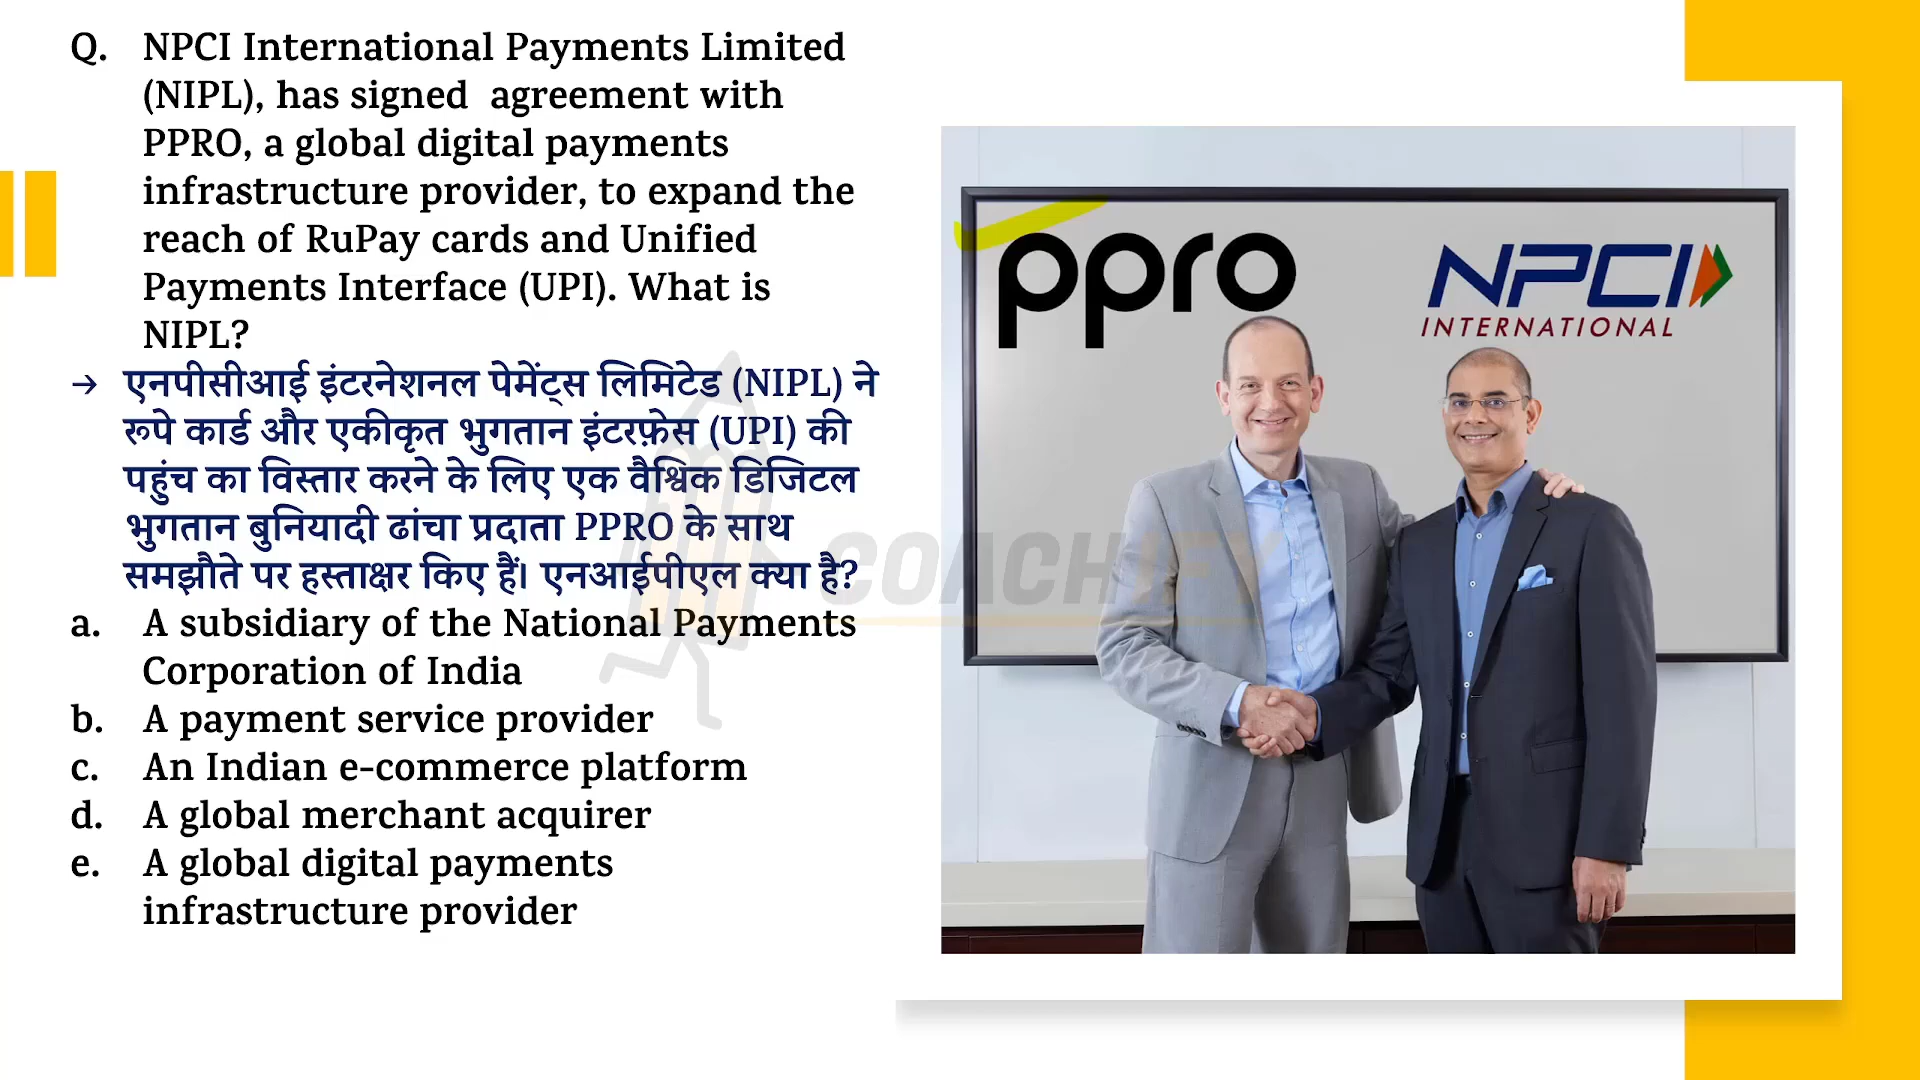 Q. NPCI International Payments Limited
(NIPL), has signed agreement with
PPRO, a global digital payments
infrastructure provider, to expand the
reach of RuPay cards and Unified
Payments Interface (UPI). What is
NIPL?
→ एनपीसीआई इंटरनेशनल पेमेंट्स लिमिटेड (NIPL) ने
रूपे कार्ड और एकीकृत भुगतान इंटरफ़ेस (UPI) की
पहुंच का विस्तार करने के लिए एक वैश्विक डिजिटल
भुगतान बुनियादी ढांचा प्रदाता PPRO के साथ
समझौते पर हस्ताक्षर किए हैं। एनआईपीएल क्या है?
a. A subsidiary of the National Payments
Corporation of India
b. A payment service provider
c. An Indian e-commerce platform
d. A global merchant acquirer
e. A global digital payments
infrastructure provider
ppro
NPCI
INTERNATIONAL
COACHIFY